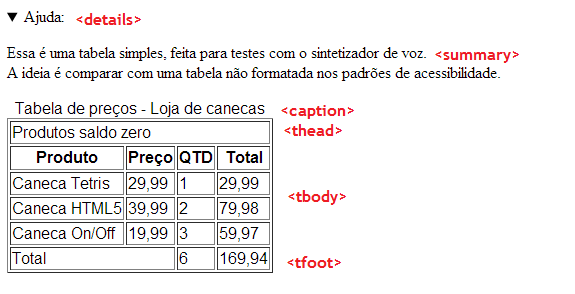 ▼ Ajuda: <details>
Essa é uma tabela simples, feita para testes com o sintetizador de voz. <summary>
A ideia é comparar com uma tabela não formatada nos padrões de acessibilidade.
Tabela de preços - Loja de canecas <caption>
Produtos saldo zero <thead>
Produto Preço QTD Total
Caneca Tetris 29,99 1 29,99
<tbody>
Caneca HTML5 39,99 2 79,98
Caneca On/Off 19,99 3 59,97
Total 6 169,94 <tfoot>